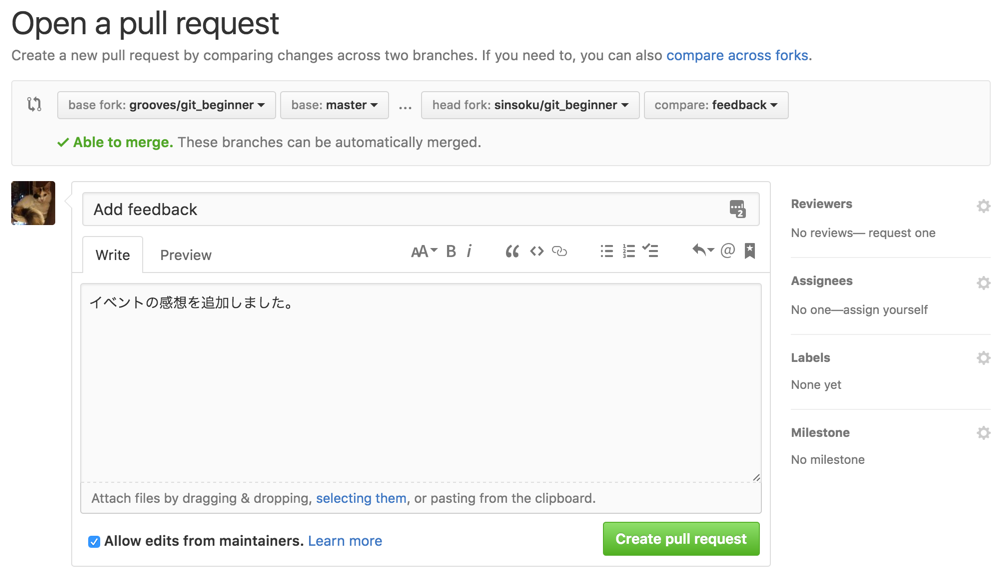 Open a pull request
Create a new pull request by comparing changes across two branches. If you need to, you can also compare across forks.
base fork: grooves/git_beginner base: master ... head fork: sinsoku/git_beginner compare: feedback
Able to merge. These branches can be automatically merged.
Add feedback
2
Write Preview
AA B i @
イベントの感想を追加しました。
Attach files by dragging & dropping, selecting them, or pasting from the clipboard.
Allow edits from maintainers. Learn more
Create pull request
Reviewers
No reviews— request one
Assignees
No one—assign yourself
Labels
None yet
Milestone
No milestone